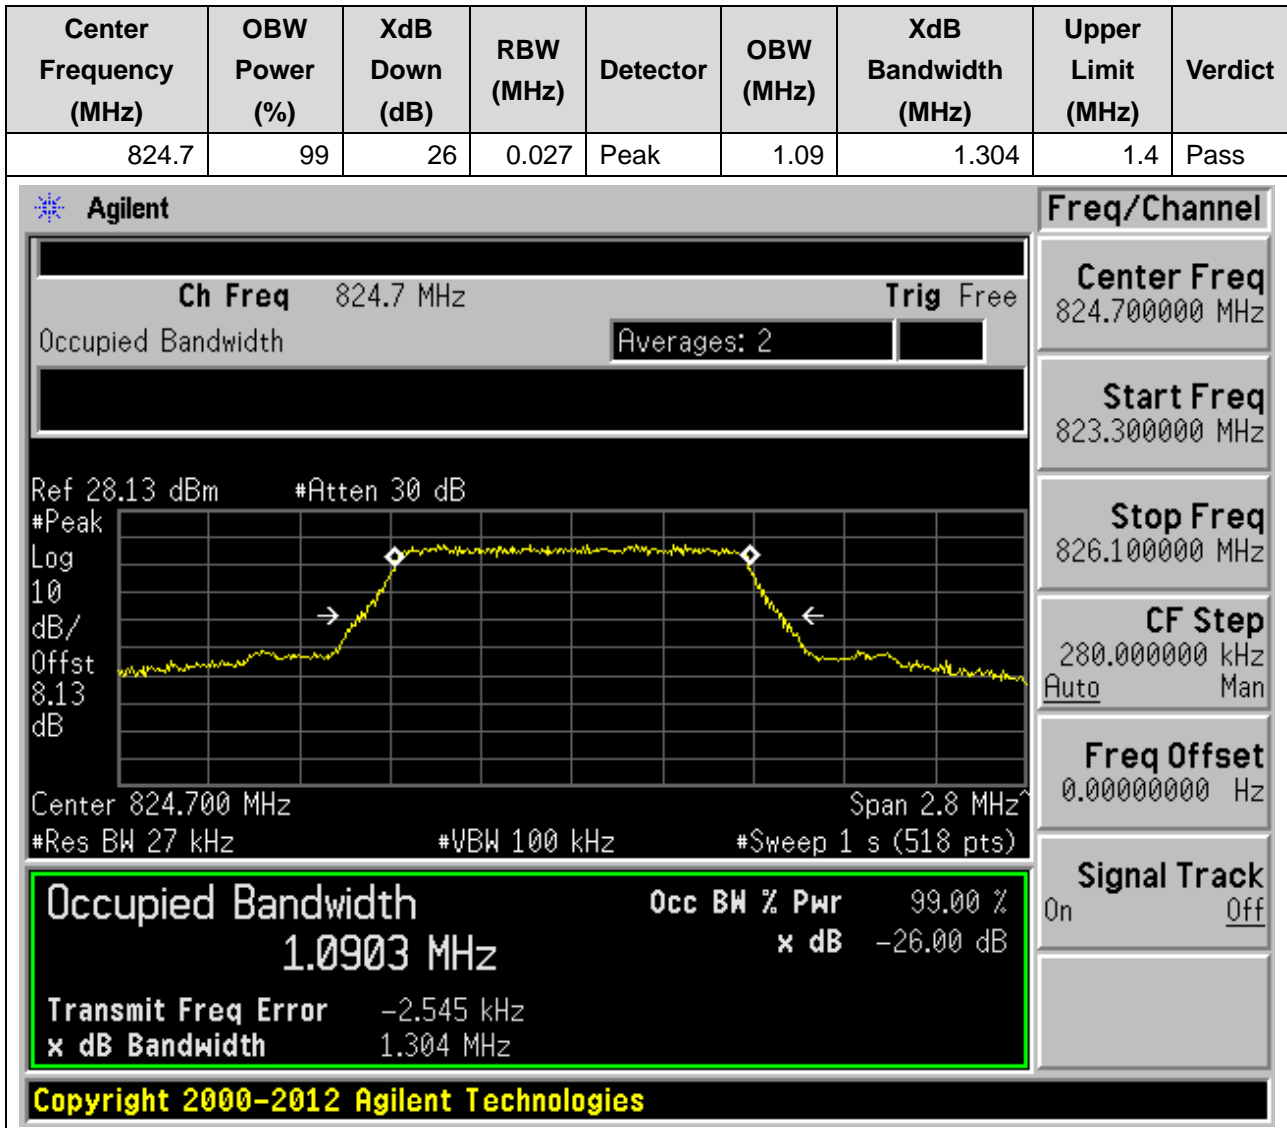 Center Frequency (MHz) OBW Power (%) XdB Down (dB) RBW (MHz) Detector OBW (MHz) XdB Bandwidth (MHz) Upper Limit (MHz) Verdict
824.7 99 26 0.027 Peak 1.09 1.304 1.4 Pass
Agilent
Freq/Channel
Ch Freq 824.7 MHz Trig Free
Occupied Bandwidth Averages: 2
Ref 28.13 dBm #Atten 30 dB
#Peak
Log
10
dB/
Offst
8.13
dB
Center 824.700 MHz Span 2.8 MHz^
#Res BW 27 kHz #VBW 100 kHz #Sweep 1 s (518 pts)
Occupied Bandwidth Occ BW % Pwr 99.00 %
1.0903 MHz x dB -26.00 dB
Transmit Freq Error -2.545 kHz
x dB Bandwidth 1.304 MHz
Center Freq
824.700000 MHz
Start Freq
823.300000 MHz
Stop Freq
826.100000 MHz
CF Step
280.000000 kHz
Auto Man
Freq Offset
0.00000000 Hz
Signal Track
On Off
Copyright 2000-2012 Agilent Technologies